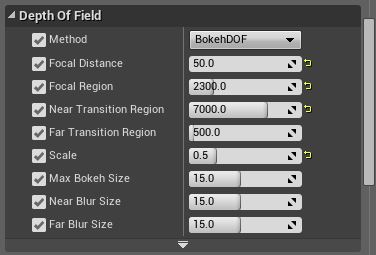 Depth Of Field
Method BokehDOF
Focal Distance 50.0
Focal Region 2300.0
Near Transition Region 7000.0
Far Transition Region 500.0
Scale 0.5
Max Bokeh Size 15.0
Near Blur Size 15.0
Far Blur Size 15.0